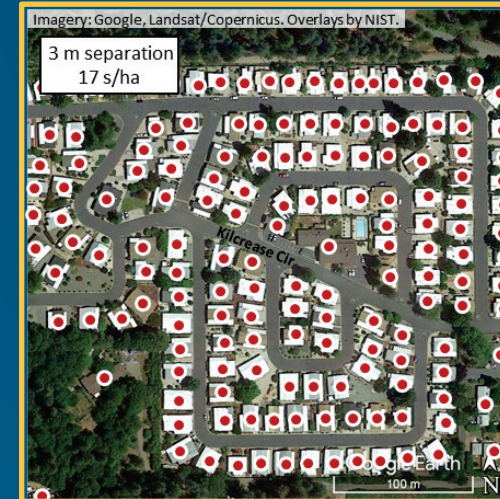 Imagery: Google, Landsat/Copernicus. Overlays by NIST.
3 m separation
17 s/ha
Kilcrease Cir
Google Earth
100 m
N